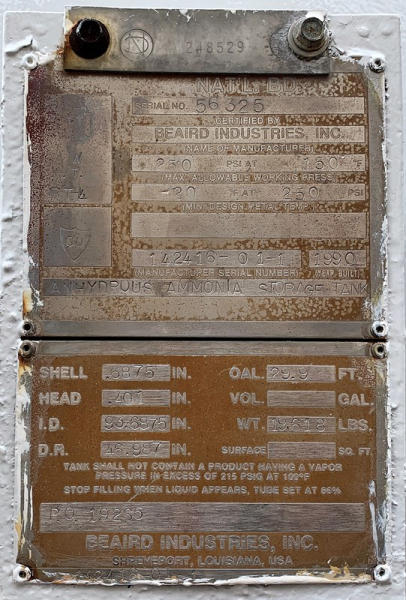 248529
NAT'L. BD.
SERIAL NO. 56325
CERTIFIED BY
BEAIRD INDUSTRIES, INC.
(NAME OF MANUFACTURER)
250 PSI AT 150 °F
(MAX. ALLOWABLE WORKING PRESS.)
-20 °F AT 250 PSI
(MIN. DESIGN METAL TEMP.)
142416-01-1 1990
(MANUFACTURER SERIAL NUMBER) (YEAR BUILT)
ANHYDROUS AMMONIA STORAGE TANK
SHELL .3875 IN. OAL. 29.9 FT.
HEAD IN. VOL. GAL.
I.D. IN. WT. LBS.
D.R. 46.987 IN. SURFACE SQ. FT.
TANK SHALL NOT CONTAIN A PRODUCT HAVING A VAPOR
PRESSURE IN EXCESS OF 215 PSIG AT 100°F
STOP FILLING WHEN LIQUID APPEARS, TUBE SET AT 86%
BEAIRD INDUSTRIES, INC.
SHREVEPORT, LOUISIANA, USA